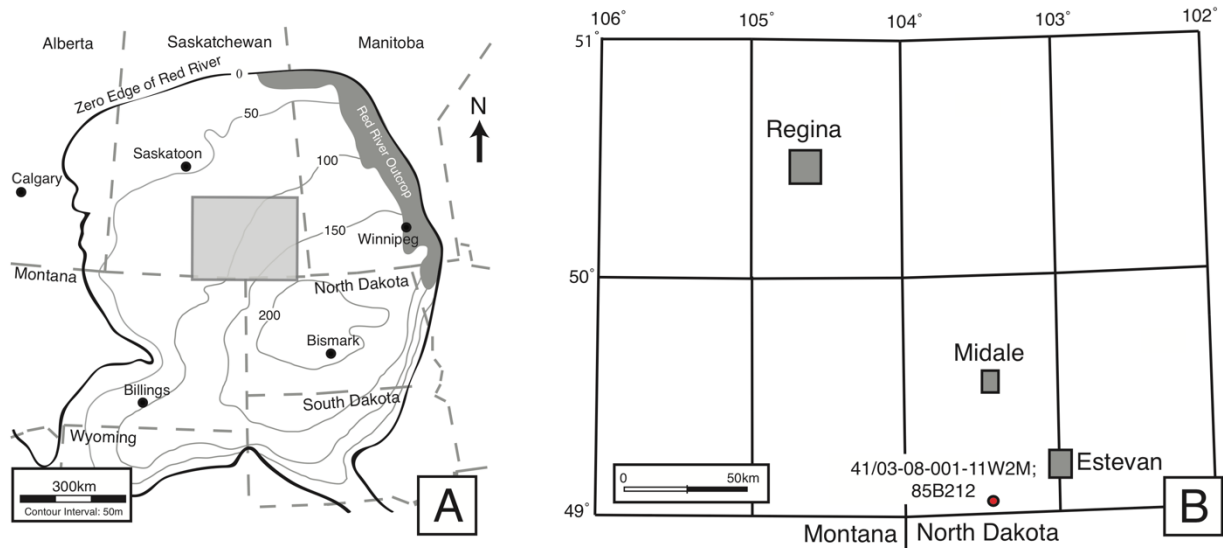 Alberta
Saskatchewan
Manitoba
Zero Edge of Red River
0
50
N
Red River Outcrop
Saskatoon
100
Calgary
150
Winnipeg
Montana
North Dakota
200
Bismark
Billings
South Dakota
Wyoming
300km
Contour Interval: 50m
A
106°
105°
104°
103°
102°
51°
Regina
50°
Midale
41/03-08-001-11W2M;
85B212
Estevan
0
50km
49°
Montana
North Dakota
B